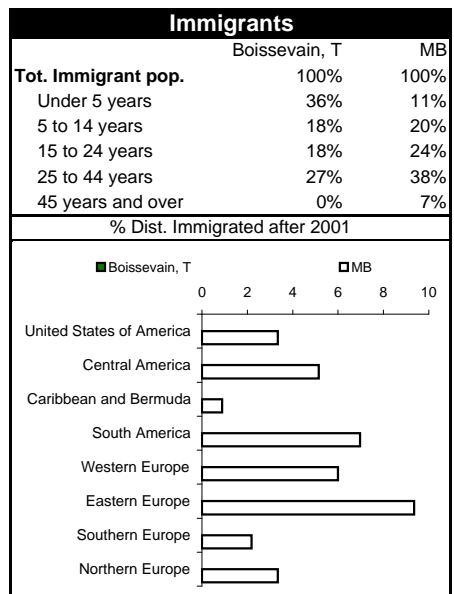 Immigrants
Boissevain, T MB
Tot. Immigrant pop. 100% 100%
Under 5 years 36% 11%
5 to 14 years 18% 20%
15 to 24 years 18% 24%
25 to 44 years 27% 38%
45 years and over 0% 7%
% Dist. Immigrated after 2001
Boissevain, T MB
0 2 4 6 8 10
United States of America
Central America
Caribbean and Bermuda
South America
Western Europe
Eastern Europe
Southern Europe
Northern Europe